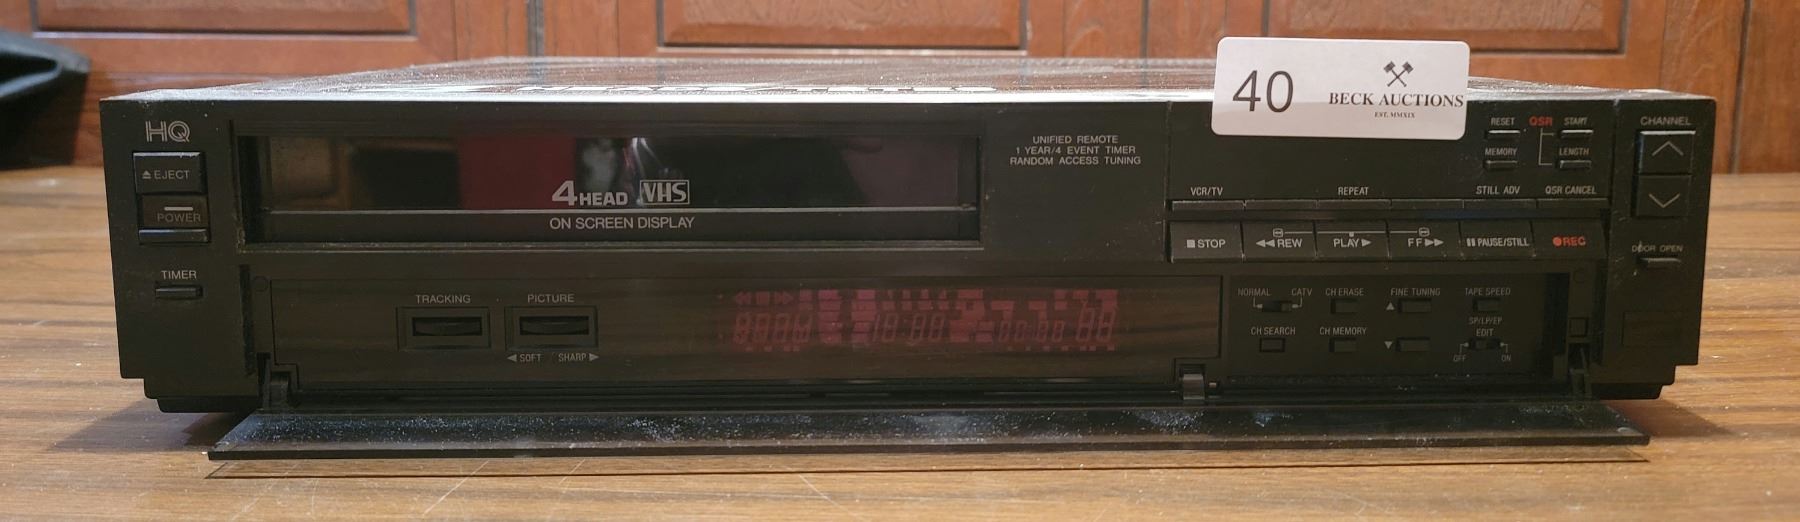 40
BECK AUCTIONS
EST. MMXIX
HQ
EJECT
POWER
TIMER
4 HEAD VHS
ON SCREEN DISPLAY
UNIFIED REMOTE
1 YEAR/4 EVENT TIMER
RANDOM ACCESS TUNING
RESET QSR START
MEMORY LENGTH
CHANNEL
VCR/TV REPEAT STILL ADV QSR CANCEL
■ STOP ◀◀ REW PLAY ▶ FF ▶▶ ▮▮ PAUSE/STILL ● REC
DOOR OPEN
TRACKING PICTURE
◀ SOFT / SHARP ▶
NORMAL CATV CH ERASE FINE TUNING TAPE SPEED
SP/LP/EP
CH SEARCH CH MEMORY EDIT
OFF ON